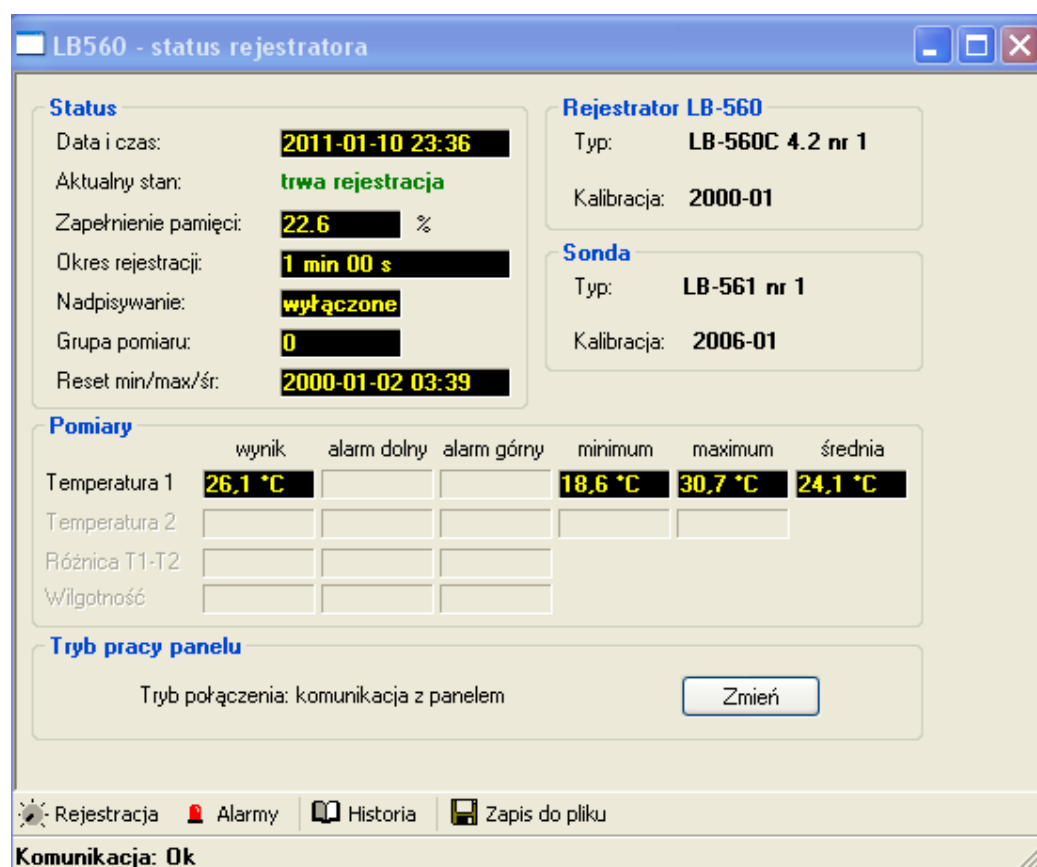 LB560 - status rejestratora
Status
Data i czas: 2011-01-10 23:36
Aktualny stan: trwa rejestracja
Zapełnienie pamięci: 22.6 %
Okres rejestracji: 1 min 00 s
Nadpisywanie: wyłączone
Grupa pomiaru: 0
Reset min/max/śr: 2000-01-02 03:39
Rejestrator LB-560
Typ: LB-560C 4.2 nr 1
Kalibracja: 2000-01
Sonda
Typ: LB-561 nr 1
Kalibracja: 2006-01
Pomiary
wynik alarm dolny alarm górny minimum maximum średnia
Temperatura 1 26,1 °C 18,6 °C 30,7 °C 24,1 °C
Temperatura 2
Różnica T1-T2
Wilgotność
Tryb pracy panelu
Tryb połączenia: komunikacja z panelem Zmień
Rejestracja Alarmy Historia Zapis do pliku
Komunikacja: Ok